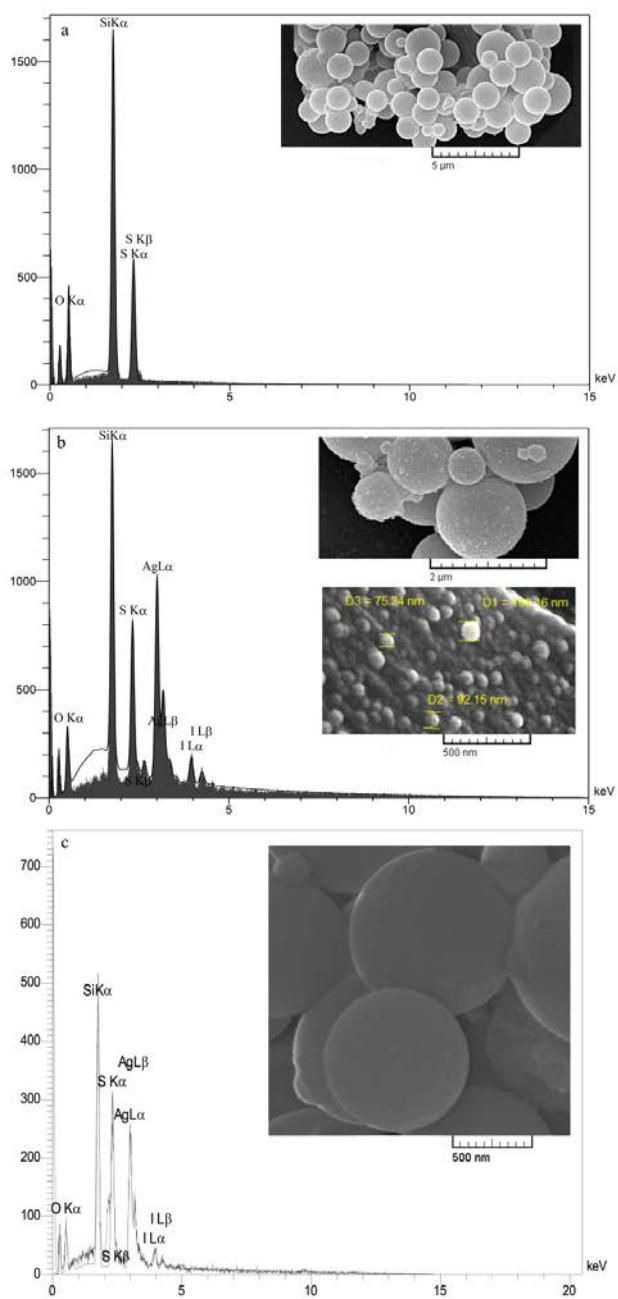 a
SiKα
1500
1000
S Kβ
S Kα
500
O Kα
0
0
5
10
15
keV
5 µm
b
SiKα
1500
AgLα
1000
S Kα
500
O Kα
AgLβ
I Lβ
I Lα
S Kβ
0
0
5
10
15
keV
2 µm
D3 = 75.24 nm
D2 = 92.15 nm
500 nm
c
700
600
500
SiKα
400
AgLβ
S Kα
300
AgLα
200
100
O Kα
I Lβ
I Lα
S Kβ
0
0
5
10
15
20
keV
500 nm